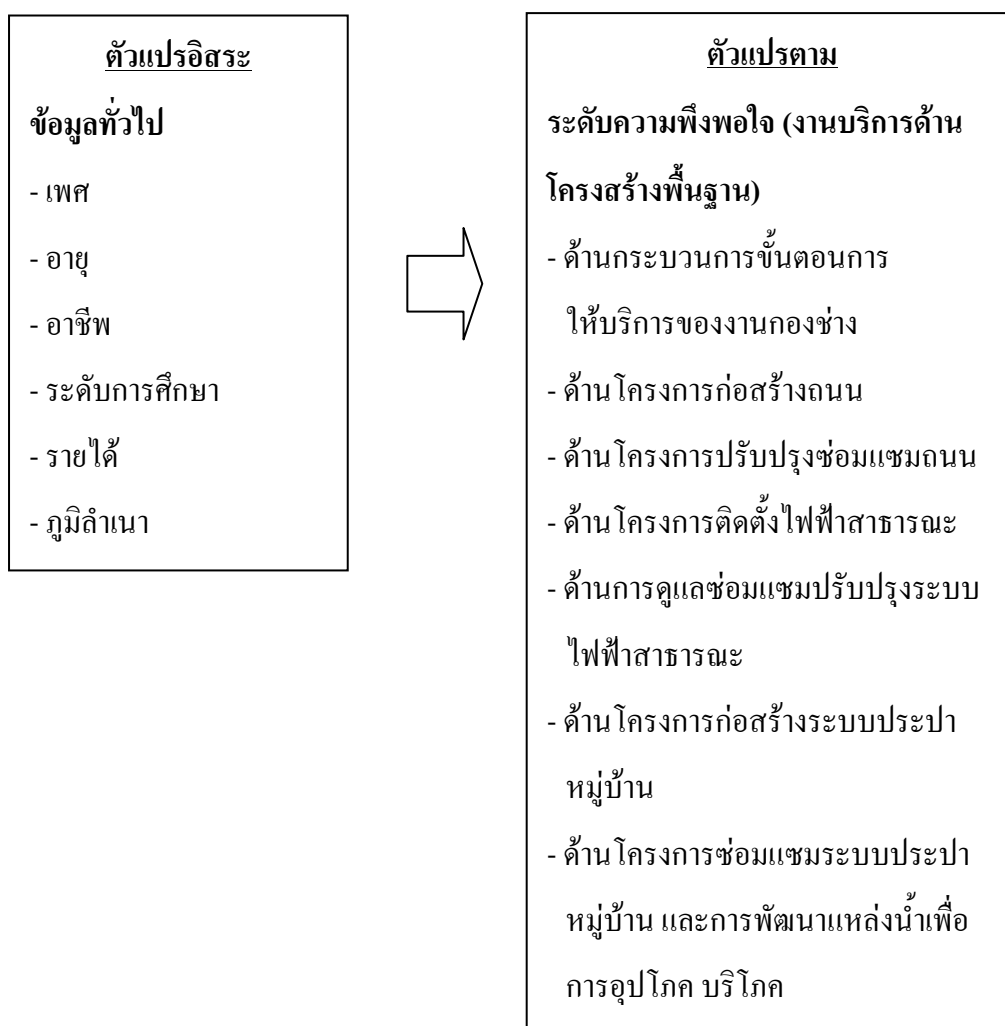 ตัวแปรอิสระ
ข้อมูลทั่วไป
- เพศ
- อายุ
- อาชีพ
- ระดับการศึกษา
- รายได้
- ภูมิลำเนา
ตัวแปรตาม
ระดับความพึงพอใจ (งานบริการด้าน
โครงสร้างพื้นฐาน)
- ด้านกระบวนการขั้นตอนการ
ให้บริการของงานกองช่าง
- ด้านโครงการก่อสร้างถนน
- ด้านโครงการปรับปรุงซ่อมแซมถนน
- ด้านโครงการติดตั้งไฟฟ้าสาธารณะ
- ด้านการดูแลซ่อมแซมปรับปรุงระบบ
ไฟฟ้าสาธารณะ
- ด้านโครงการก่อสร้างระบบประปา
หมู่บ้าน
- ด้านโครงการซ่อมแซมระบบประปา
หมู่บ้าน และการพัฒนาแหล่งน้ำเพื่อ
การอุปโภค บริโภค